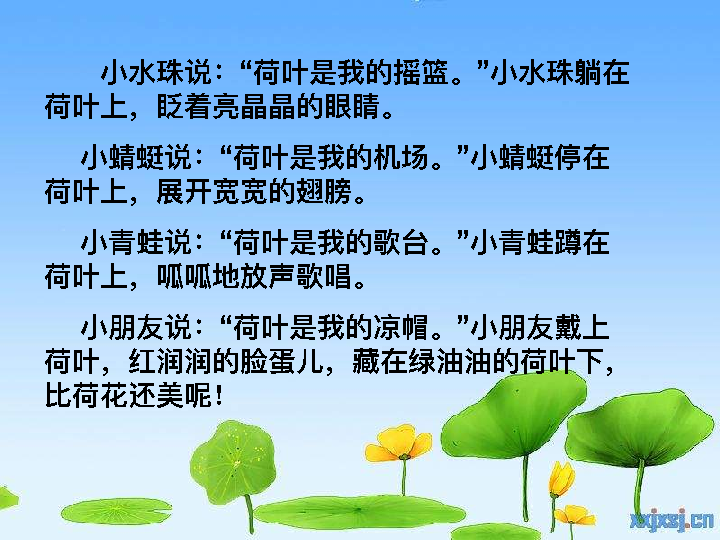 小水珠说：“荷叶是我的摇篮。”小水珠躺在
荷叶上，眨着亮晶晶的眼睛。
小蜻蜓说：“荷叶是我的机场。”小蜻蜓停在
荷叶上，展开宽宽的翅膀。
小青蛙说：“荷叶是我的歌台。”小青蛙蹲在
荷叶上，呱呱地放声歌唱。
小朋友说：“荷叶是我的凉帽。”小朋友戴上
荷叶，红润润的脸蛋儿，藏在绿油油的荷叶下，
比荷花还美呢！
xxjxsj.cn